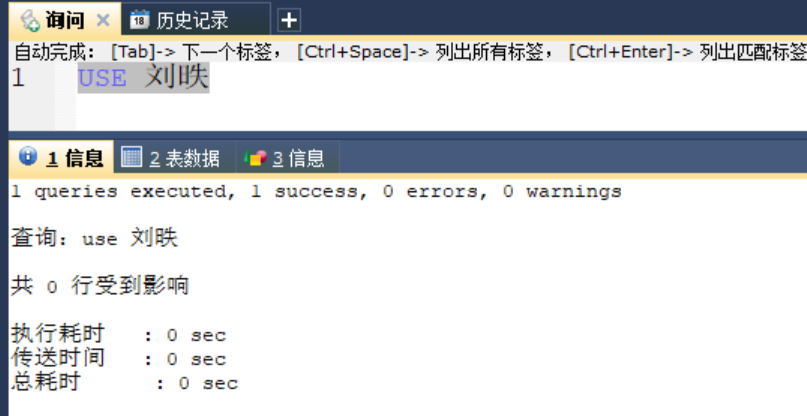 询问 × 历史记录 +
自动完成： [Tab]-> 下一个标签， [Ctrl+Space]-> 列出所有标签， [Ctrl+Enter]-> 列出匹配标签
1 USE 刘昳
1 信息 2 表数据 3 信息
1 queries executed, 1 success, 0 errors, 0 warnings
查询：use 刘昳
共 0 行受到影响
执行耗时 : 0 sec
传送时间 : 0 sec
总耗时 : 0 sec